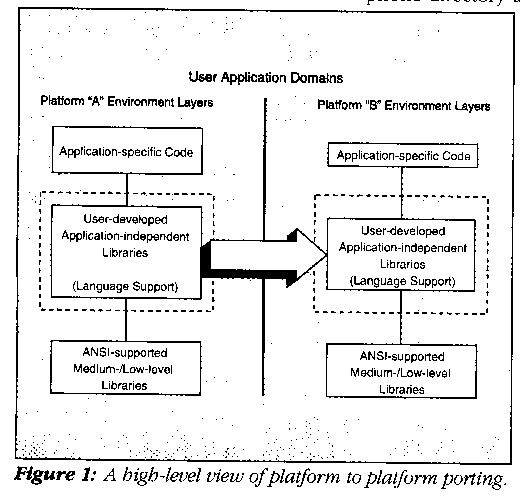 User Application Domains
Platform "A" Environment Layers
Application-specific Code
User-developed
Application-independent
Libraries
(Language Support)
ANSI-supported
Medium-/Low-level
Libraries
Platform "B" Environment Layers
Application-specific Code
User-developed
Application-independent
Libraries
(Language Support)
ANSI-supported
Medium-/Low-level
Libraries
Figure 1: A high-level view of platform to platform porting.